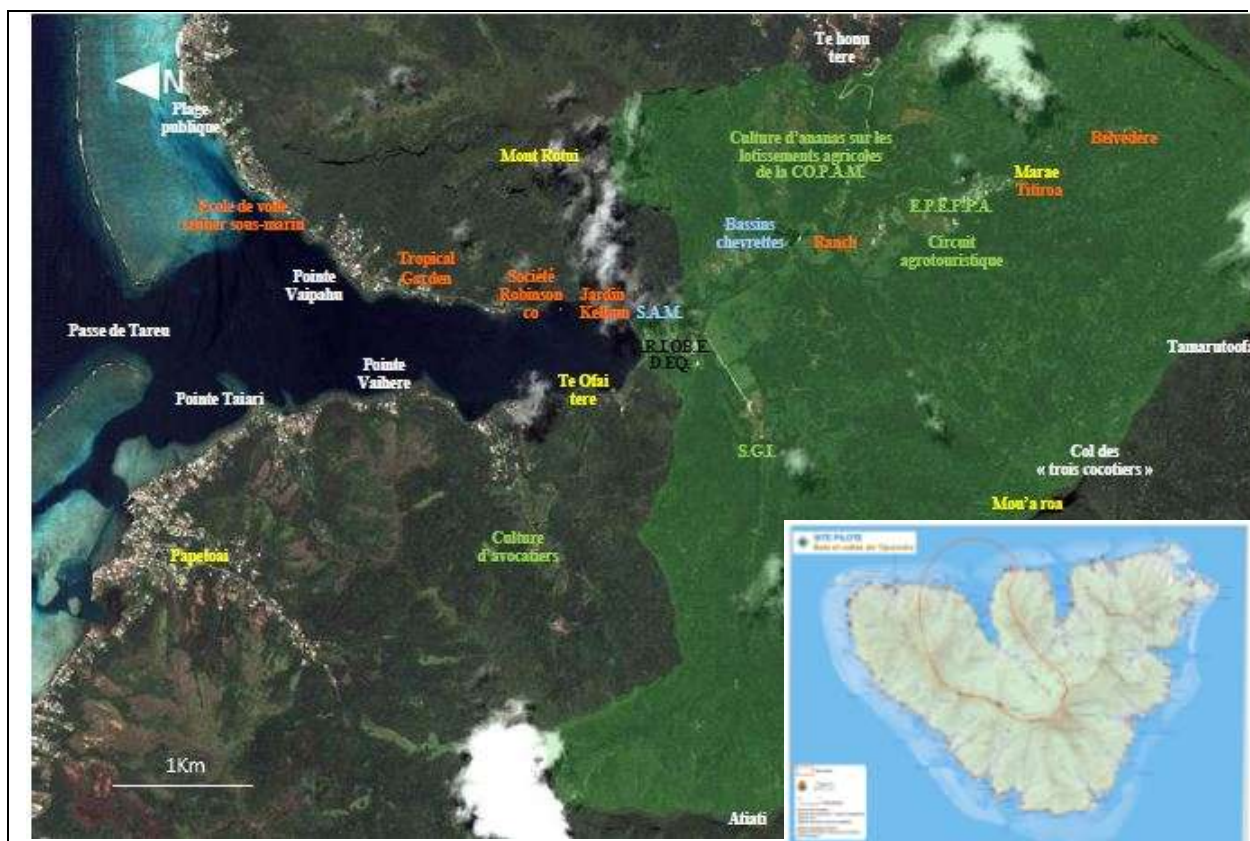 Te honu
tere
N
Plage
publique
Culture d'ananas sur les
lotissements agricoles
de la CO.P.A.M.
Belvédère
Mont Rotui
Marae
Titiroa
Ecole de voile
sentier sous-marin
E.P.E.F.P.A.
Bassins
chevrettes
Ranch
Circuit
agrotouristique
Tropical
Garden
Pointe
Vaipahu
Société
Robinson
co
Jardin
Kellum
S.A.M.
Passe de Tareu
D.EQ.
Tamarutoofa
Pointe
Vaihere
Te Ofai
tere
Pointe Taiari
S.G.I.
Col des
« trois cocotiers »
Mou'a roa
Culture
d'avocatiers
Papetoai
SITE PILOTE
1Km
Atiati